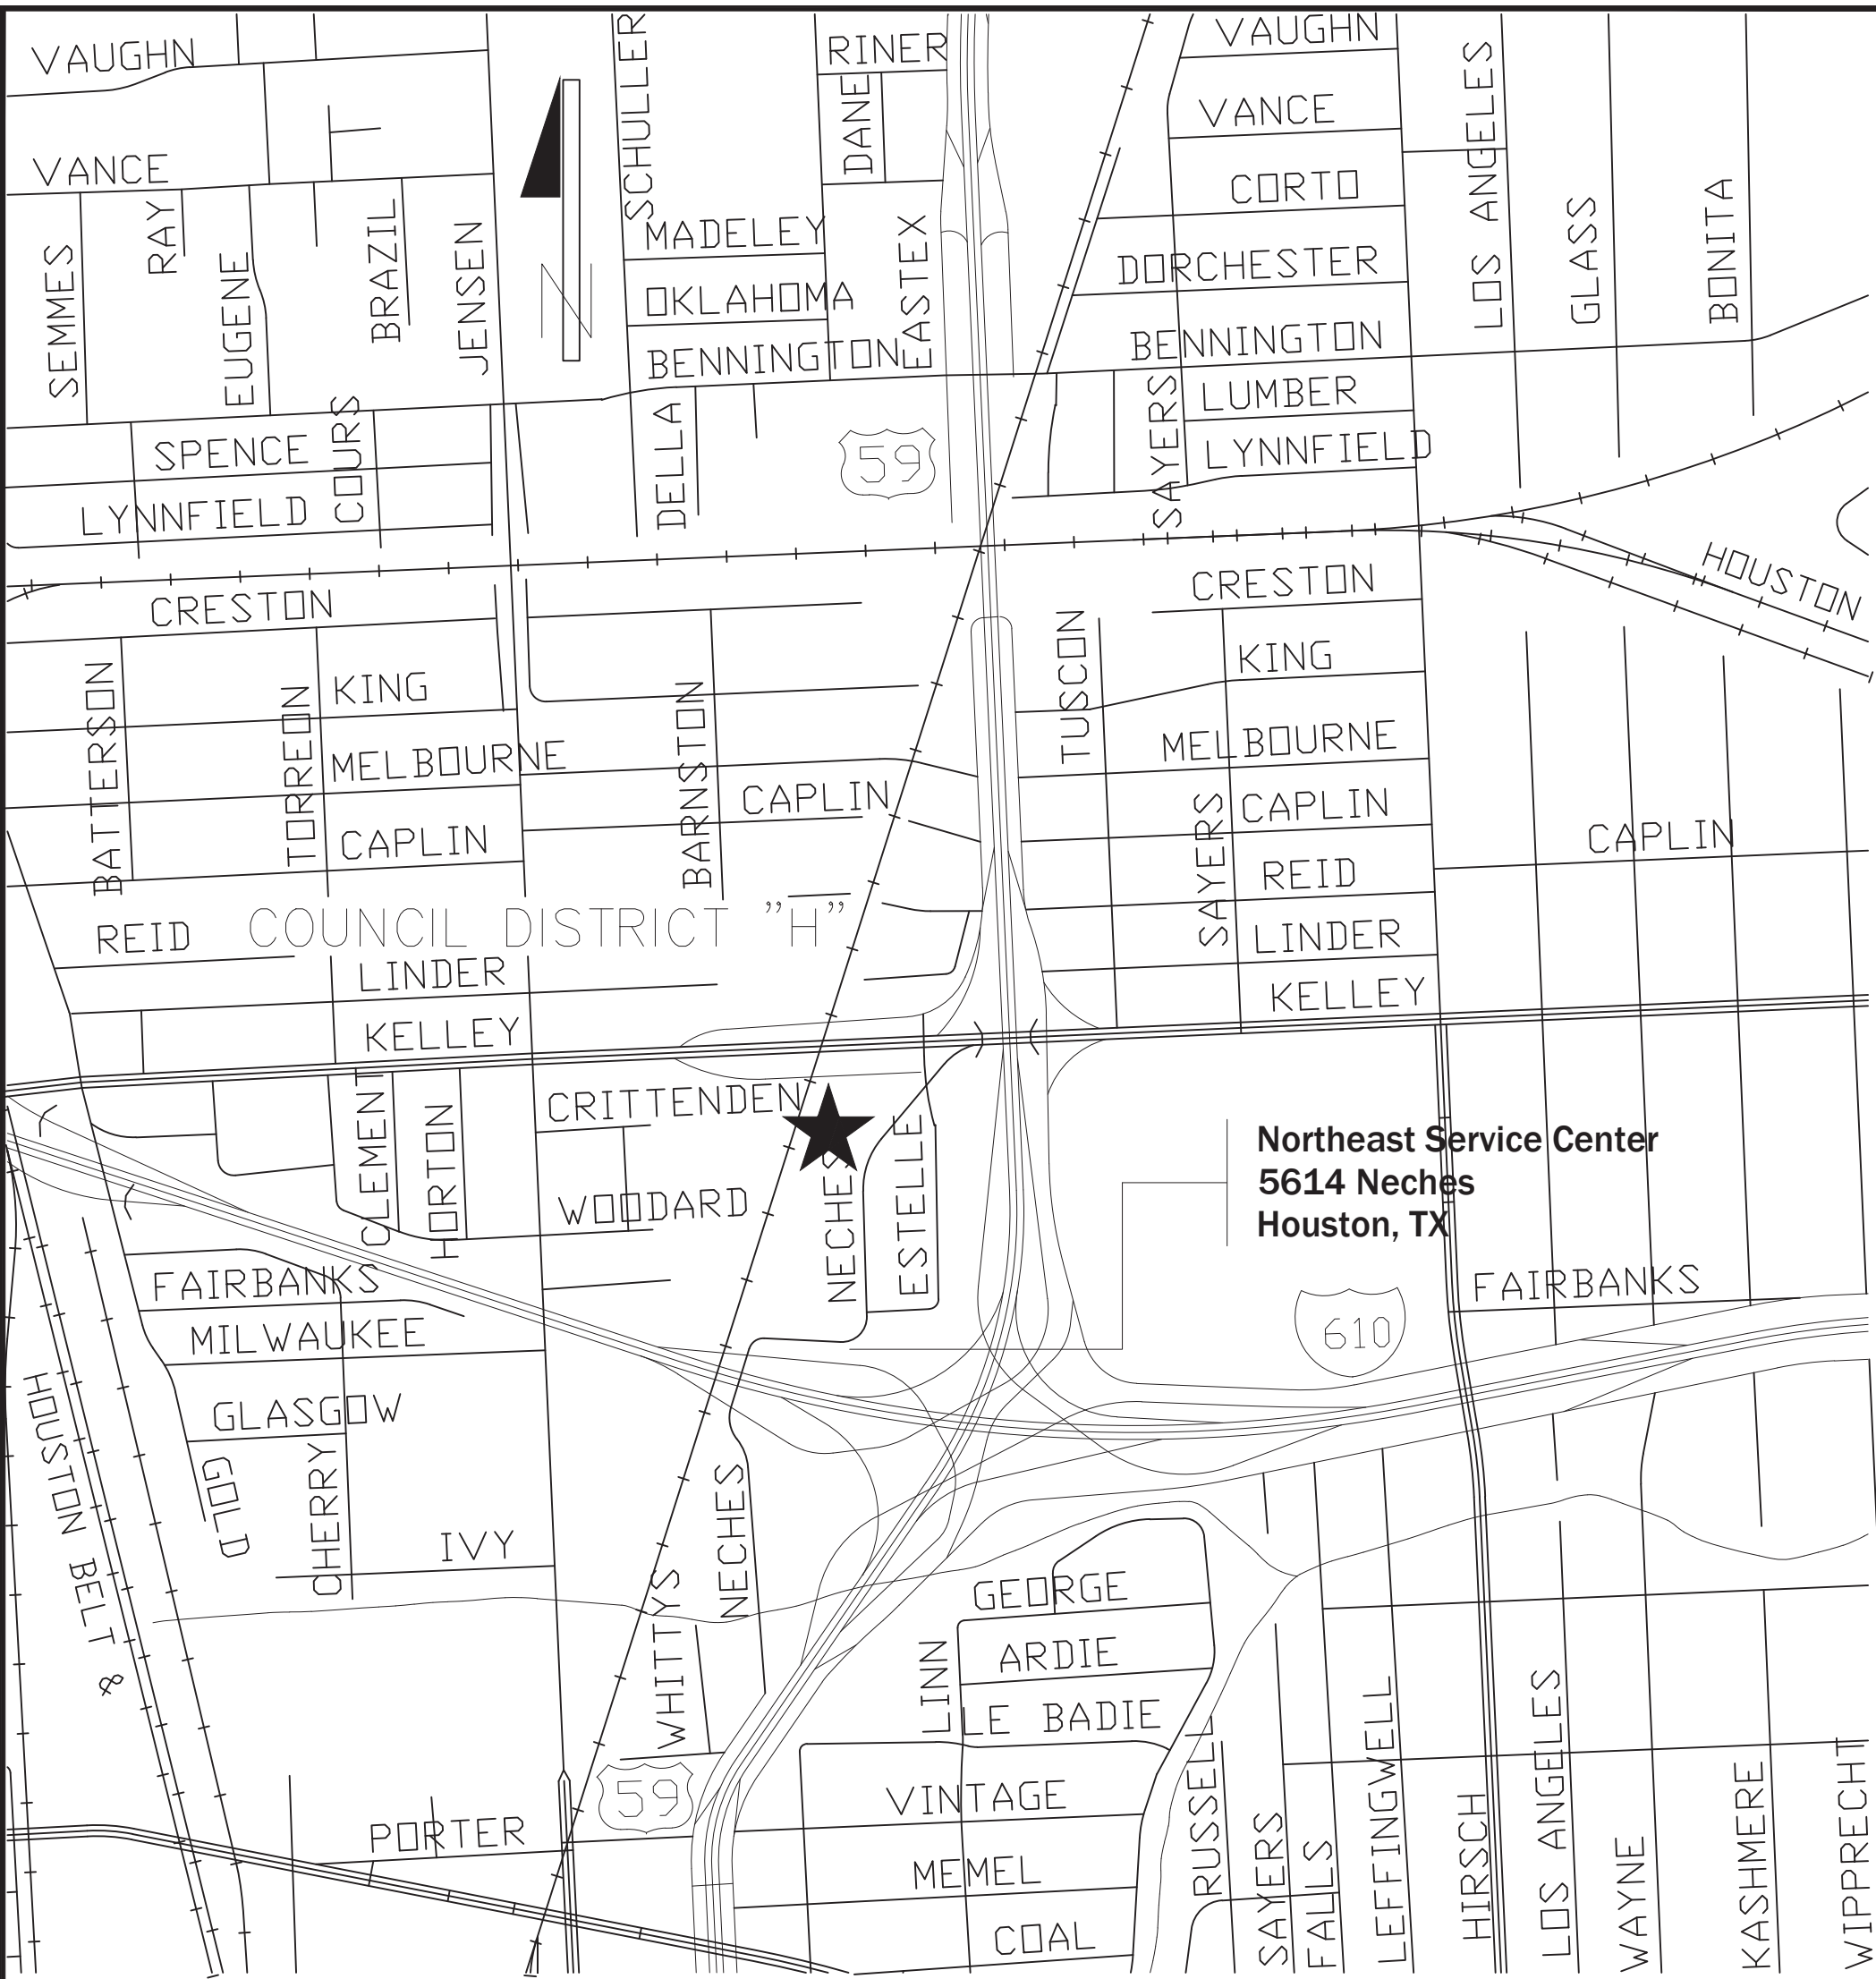 VAUGHN
SCHULLER
RINER
VAUGHN
DANE
LOS ANGELES
VANCE
VANCE
CORTO
RAY
SEMMES
EUGENE
BRAZIL
JENSEN
N
MADELEY
EASTEX
DORCHESTER
GLASS
BONITA
OKLAHOMA
BENNINGTON
BENNINGTON
LUMBER
SAYERS
SPENCE
COURS
DELLA
59
LYNNFIELD
LYNNFIELD
HOUSTON
CRESTON
CRESTON
TUSCON
KING
BATTERSON
TORREON
KING
BARNSTON
MELBOURNE
MELBOURNE
CAPLIN
SAYERS
CAPLIN
CAPLIN
CAPLIN
REID
COUNCIL DISTRICT "H"
REID
LINDER
LINDER
KELLEY
KELLEY
CLEMENT
HORTON
CRITTENDEN
NECHES
ESTELLE
Northeast Service Center
5614 Neches
Houston, TX
WOODARD
FAIRBANKS
FAIRBANKS
MILWAUKEE
610
HOUSTON BELT &
GLASGOW
GOLD
CHERRY
NECHES
IVY
WHITTYS
GEORGE
LINN
ARDIE
LE BADIE
59
VINTAGE
RUSSELL
SAYERS
FALLS
LEFFINGWELL
HIRSCH
LOS ANGELES
WAYNE
KASHMERE
WIPPRECHT
PORTER
MEMEL
COAL